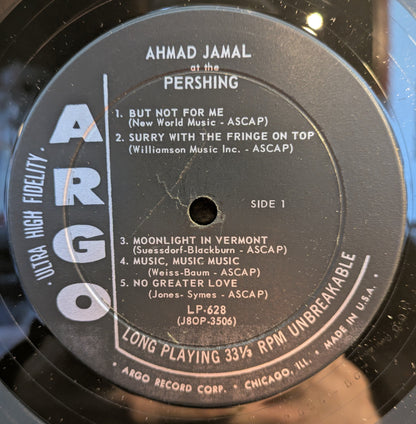 AHMAD JAMAL
at the
PERSHING
1. BUT NOT FOR ME
(New World Music - ASCAP)
2. SURRY WITH THE FRINGE ON TOP
(Williamson Music Inc. - ASCAP)
SIDE 1
3. MOONLIGHT IN VERMONT
(Suessdorf-Blackburn - ASCAP)
4. MUSIC, MUSIC MUSIC
(Weiss-Baum - ASCAP)
5. NO GREATER LOVE
(Jones- Symes - ASCAP)
LP-628
(J8OP-3506)
ARGO
• ULTRA HIGH FIDELITY •
LONG PLAYING 33⅓ RPM UNBREAKABLE
• ARGO RECORD CORP. • CHICAGO, ILL. • MADE IN U.S.A. •